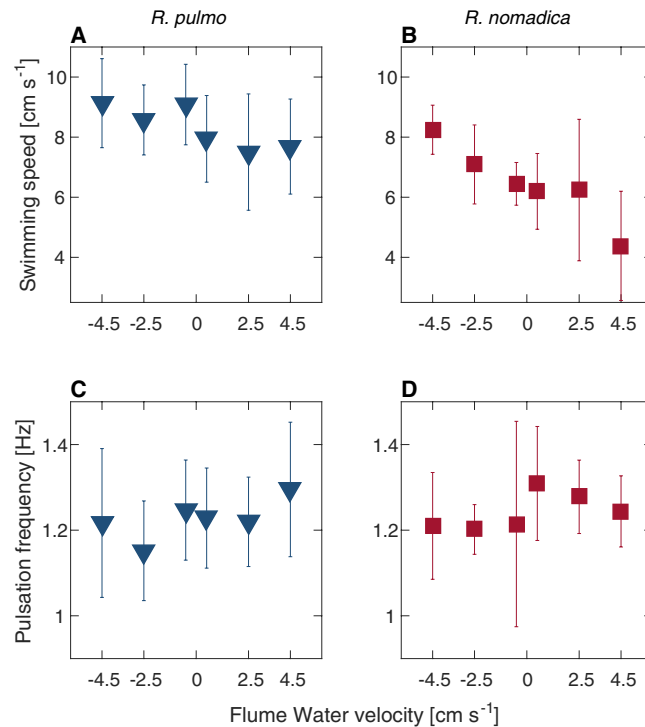 R. pulmo
R. nomadica
A
B
Swimming speed [cm s⁻¹]
10
8
6
4
10
8
6
4
-4.5 -2.5 0 2.5 4.5
-4.5 -2.5 0 2.5 4.5
C
D
Pulsation frequency [Hz]
1.4
1.2
1
1.4
1.2
1
-4.5 -2.5 0 2.5 4.5
-4.5 -2.5 0 2.5 4.5
Flume Water velocity [cm s⁻¹]